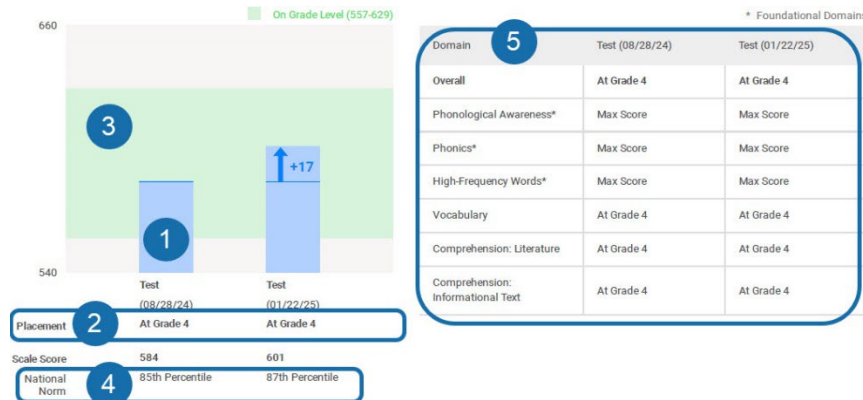 On Grade Level (557-629)
660
3
+17
1
540
Test
(08/28/24)
Test
(01/22/25)
Placement 2 At Grade 4 At Grade 4
Scale Score 584 601
National
Norm
4 85th Percentile 87th Percentile
* Foundational Domains
Domain 5 Test (08/28/24) Test (01/22/25)
Overall At Grade 4 At Grade 4
Phonological Awareness* Max Score Max Score
Phonics* Max Score Max Score
High-Frequency Words* Max Score Max Score
Vocabulary At Grade 4 At Grade 4
Comprehension: Literature At Grade 4 At Grade 4
Comprehension:
Informational Text At Grade 4 At Grade 4